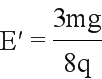 E′ = 3mg/8q